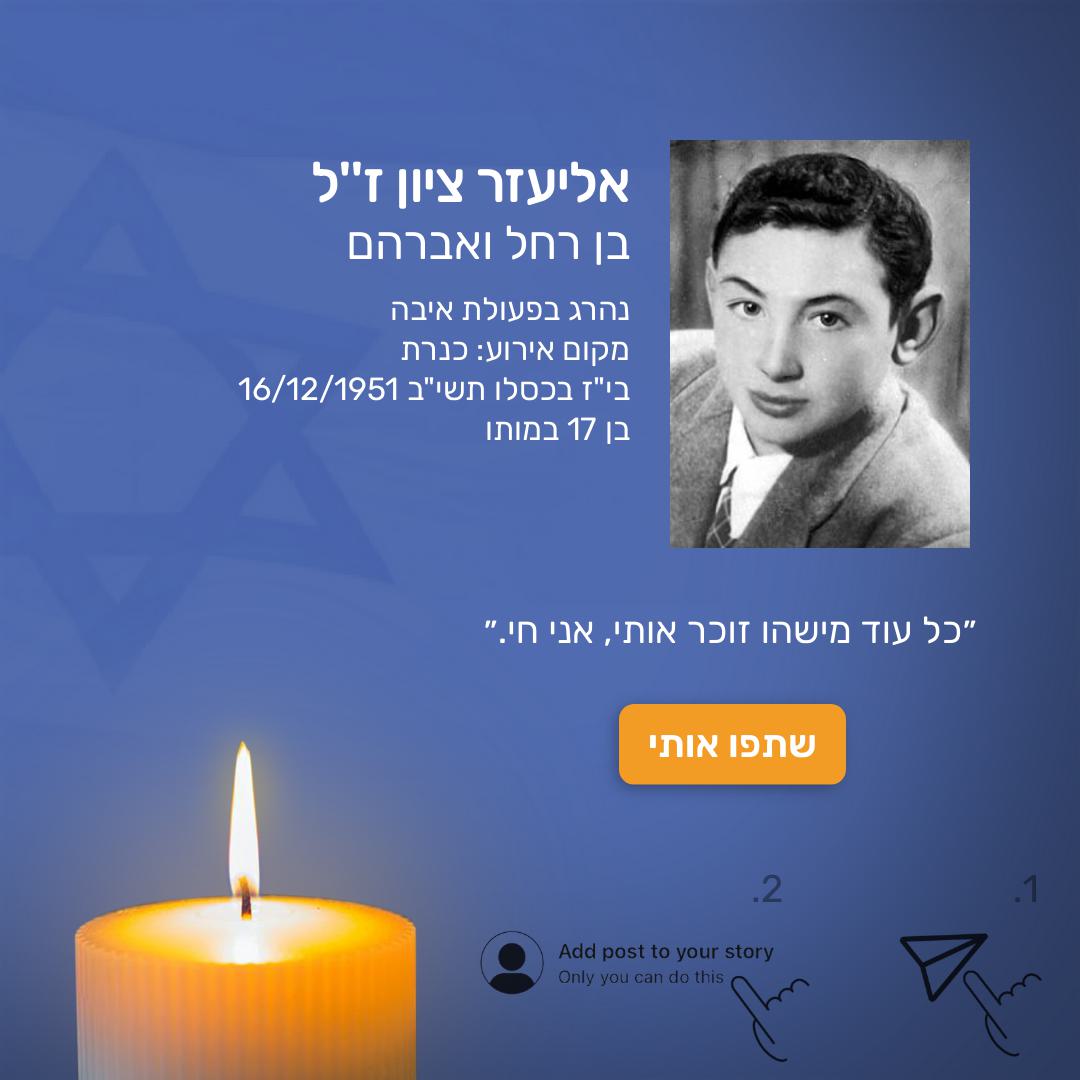 אליעזר ציון ז"ל
בן רחל ואברהם
נהרג בפעולת איבה
מקום אירוע: כנרת
בי"ז בכסלו תשי"ב 16/12/1951
בן 17 במותו
״כל עוד מישהו זוכר אותי, אני חי.״
שתפו אותי
1.
2.
Add post to your story
Only you can do this